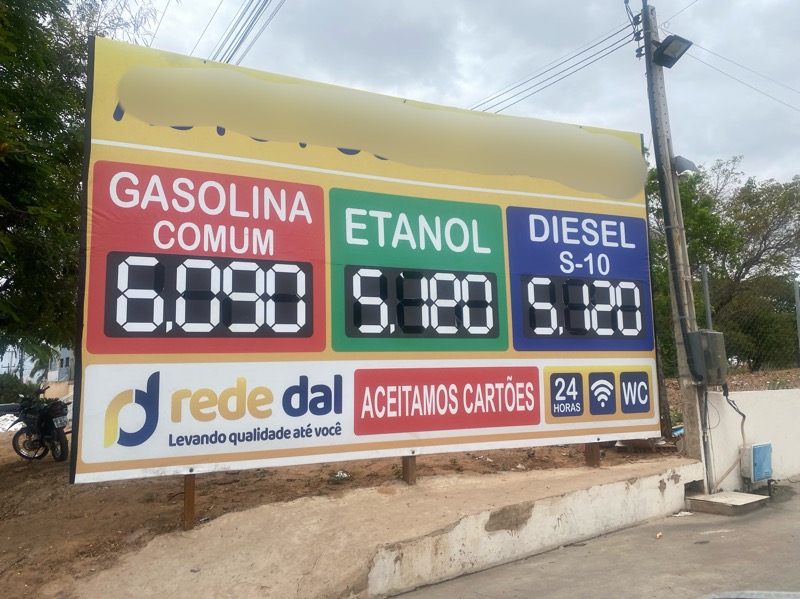 GASOLINA
COMUM
6,090
ETANOL
5,180
DIESEL
S-10
5,120
rede dal
Levando qualidade até você
ACEITAMOS CARTÕES
24
HORAS
WC